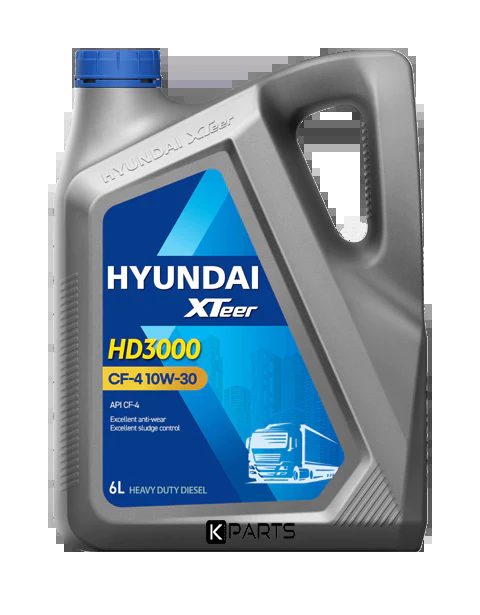 HYUNDAI XTeer
HYUNDAI
XTeer
HD3000
CF-4 10W-30
API CF-4
Excellent anti-wear
Excellent sludge control
6L HEAVY DUTY DIESEL
K PARTS